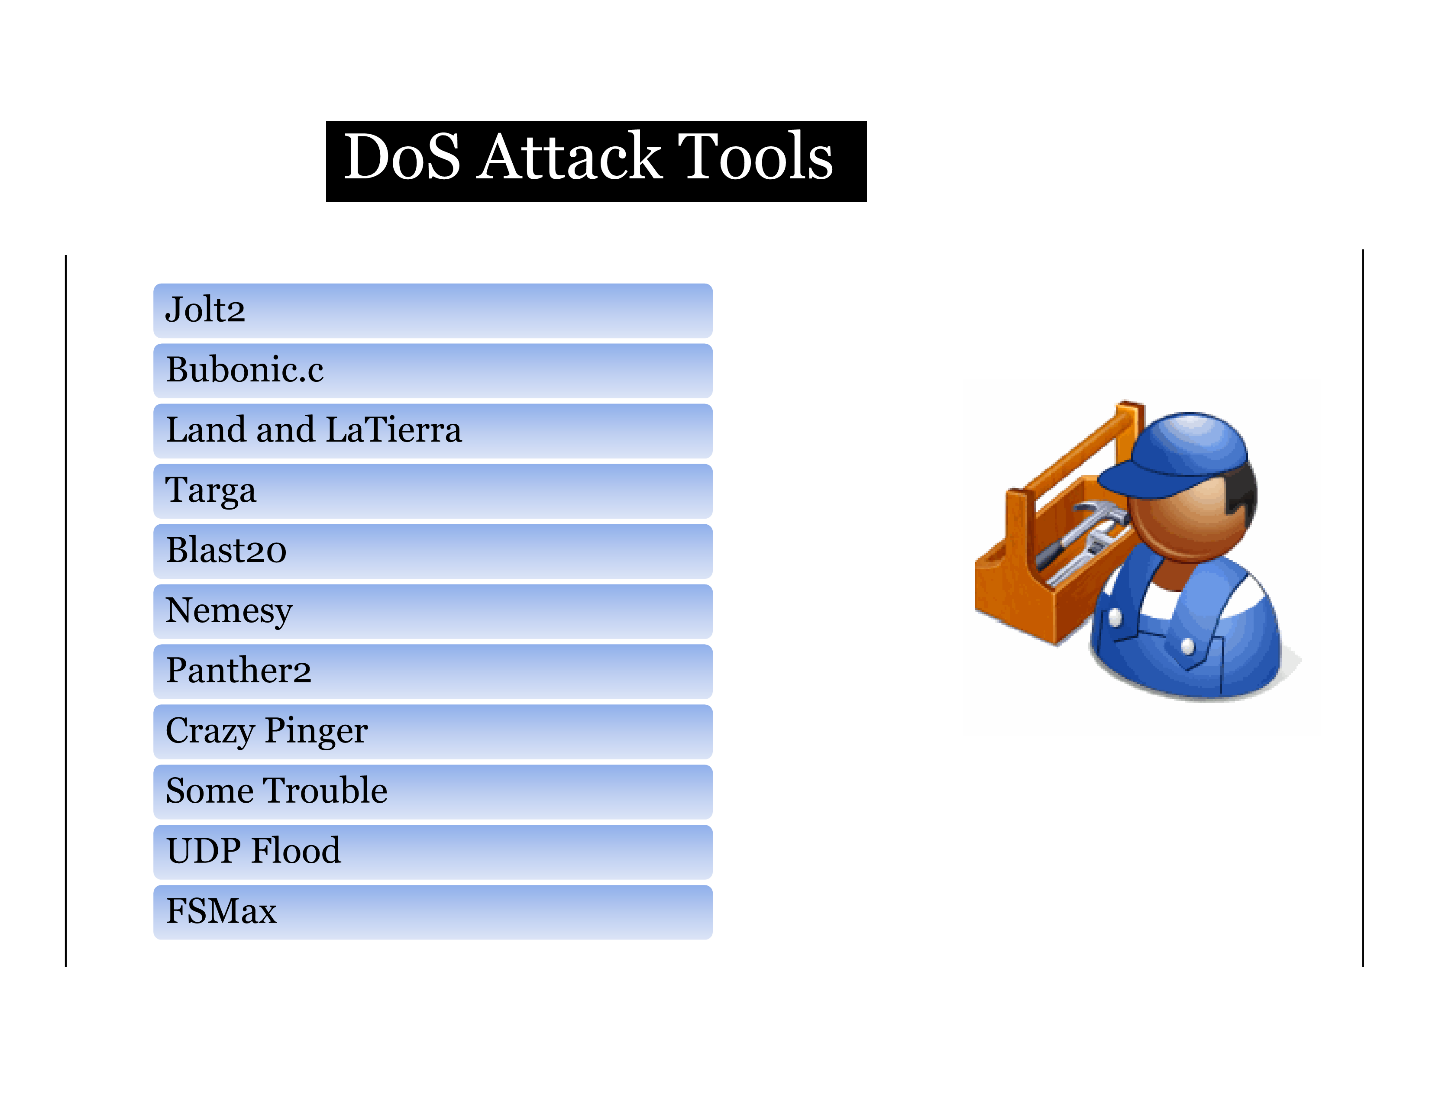 DoS Attack Tools
Jolt2
Bubonic.c
Land and LaTierra
Targa
Blast20
Nemesy
Panther2
Crazy Pinger
Some Trouble
UDP Flood
FSMax